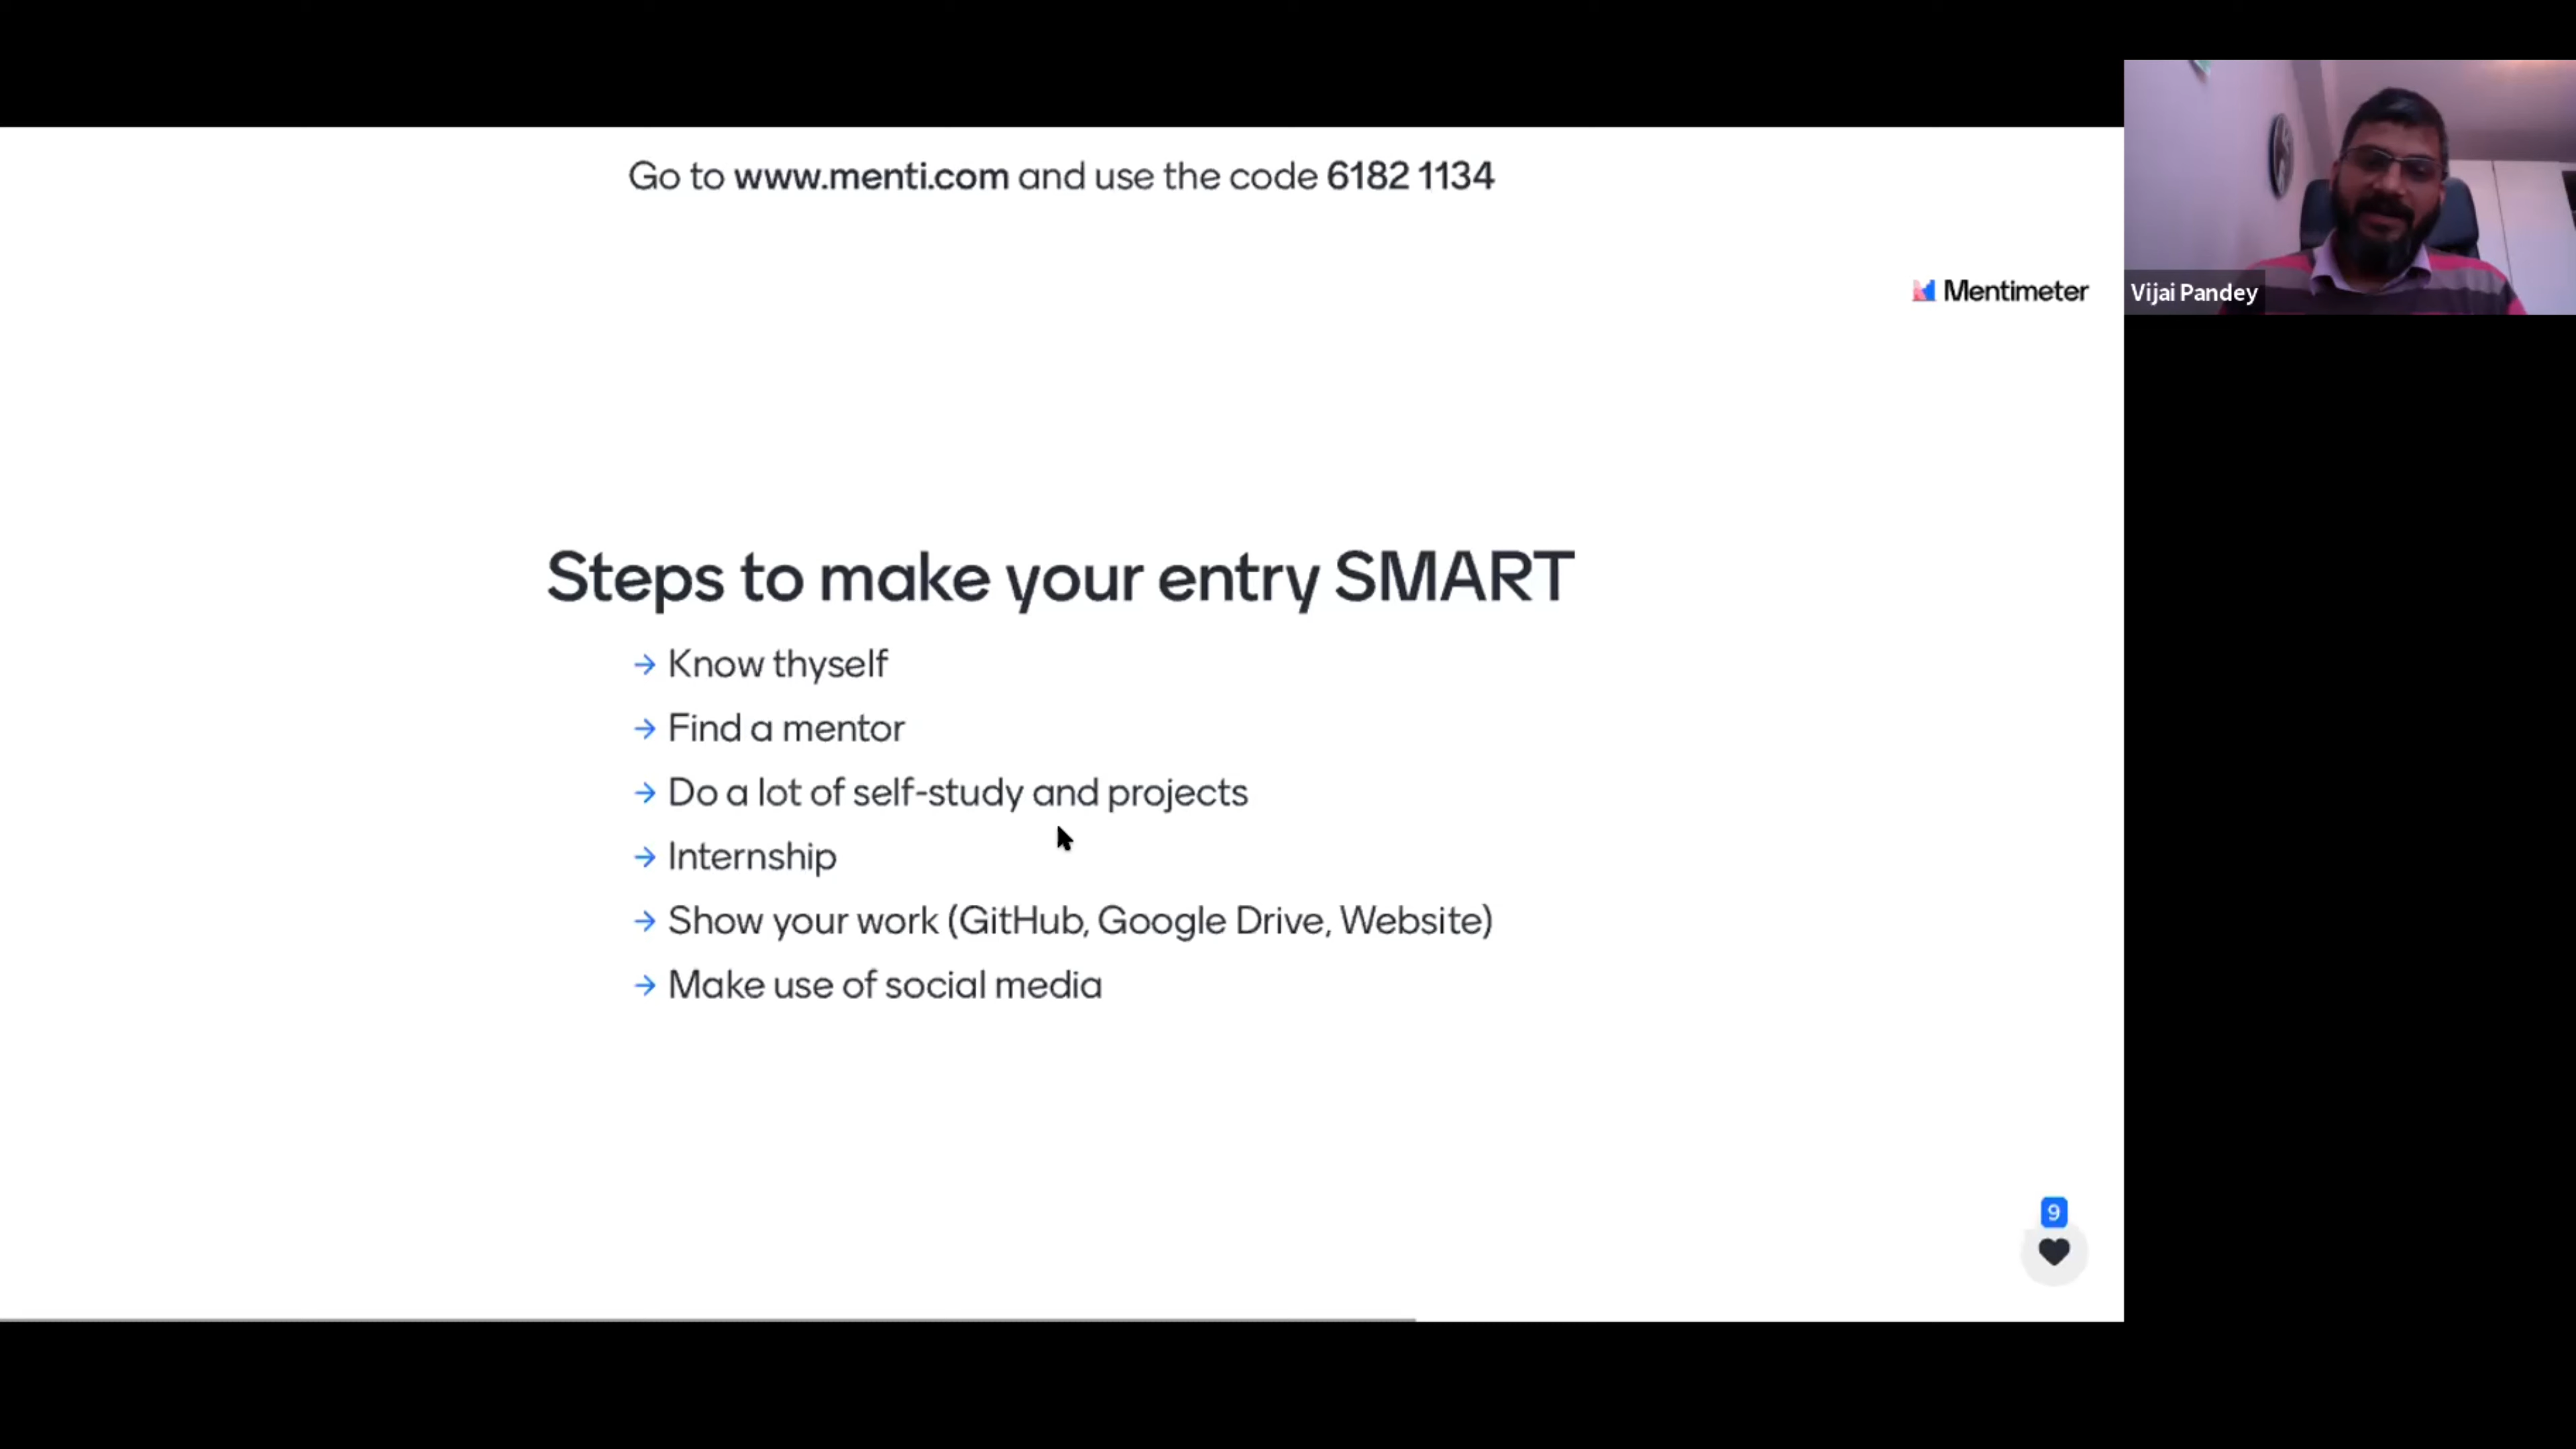 Go to www.menti.com and use the code 6182 1134
Mentimeter
Vijai Pandey
Steps to make your entry SMART
→ Know thyself
→ Find a mentor
→ Do a lot of self-study and projects
→ Internship
→ Show your work (GitHub, Google Drive, Website)
→ Make use of social media
9